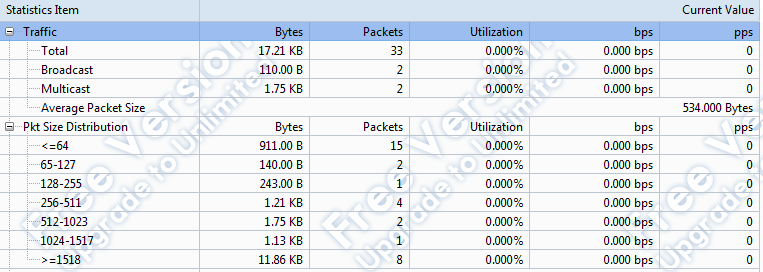 Statistics Item Current Value
Traffic Bytes Packets Utilization bps pps
Total 17.21 KB 33 0.000% 0.000 bps 0
Broadcast 110.00 B 2 0.000% 0.000 bps 0
Multicast 1.75 KB 2 0.000% 0.000 bps 0
Average Packet Size 534.000 Bytes
Pkt Size Distribution Bytes Packets Utilization bps pps
<=64 911.00 B 15 0.000% 0.000 bps 0
65-127 140.00 B 2 0.000% 0.000 bps 0
128-255 243.00 B 1 0.000% 0.000 bps 0
256-511 1.21 KB 4 0.000% 0.000 bps 0
512-1023 1.75 KB 2 0.000% 0.000 bps 0
1024-1517 1.13 KB 1 0.000% 0.000 bps 0
>=1518 11.86 KB 8 0.000% 0.000 bps 0
Free Version
Upgrade to Unlimited
Free Version
Upgrade to Unlimited